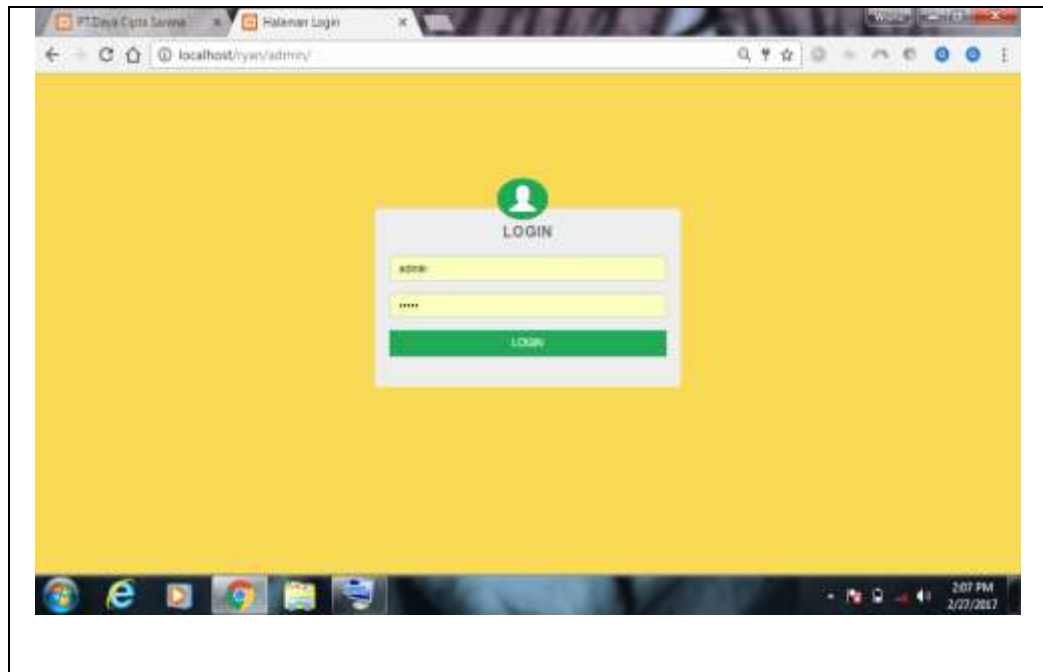 PT.Daya Cipta Sarana
Halaman Login
localhost/ryan/admin/
LOGIN
admin
•••••
LOGIN
2:07 PM
2/27/2017